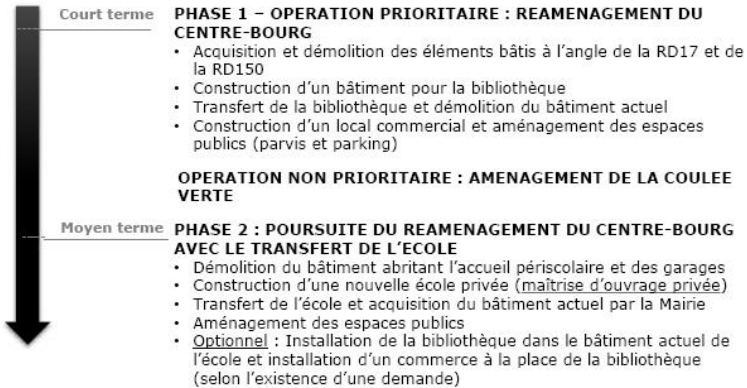 Court terme
PHASE 1 – OPERATION PRIORITAIRE : REAMENAGEMENT DU
CENTRE-BOURG
• Acquisition et démolition des éléments bâtis à l’angle de la RD17 et de
la RD150
• Construction d’un bâtiment pour la bibliothèque
• Transfert de la bibliothèque et démolition du bâtiment actuel
• Construction d’un local commercial et aménagement des espaces
publics (parvis et parking)
OPERATION NON PRIORITAIRE : AMENAGEMENT DE LA COULEE
VERTE
Moyen terme
PHASE 2 : POURSUITE DU REAMENAGEMENT DU CENTRE-BOURG
AVEC LE TRANSFERT DE L’ECOLE
• Démolition du bâtiment abritant l’accueil périscolaire et des garages
• Construction d’une nouvelle école privée (maîtrise d’ouvrage privée)
• Transfert de l’école et acquisition du bâtiment actuel par la Mairie
• Aménagement des espaces publics
• Optionnel : Installation de la bibliothèque dans le bâtiment actuel de
l’école et installation d’un commerce à la place de la bibliothèque
(selon l’existence d’une demande)